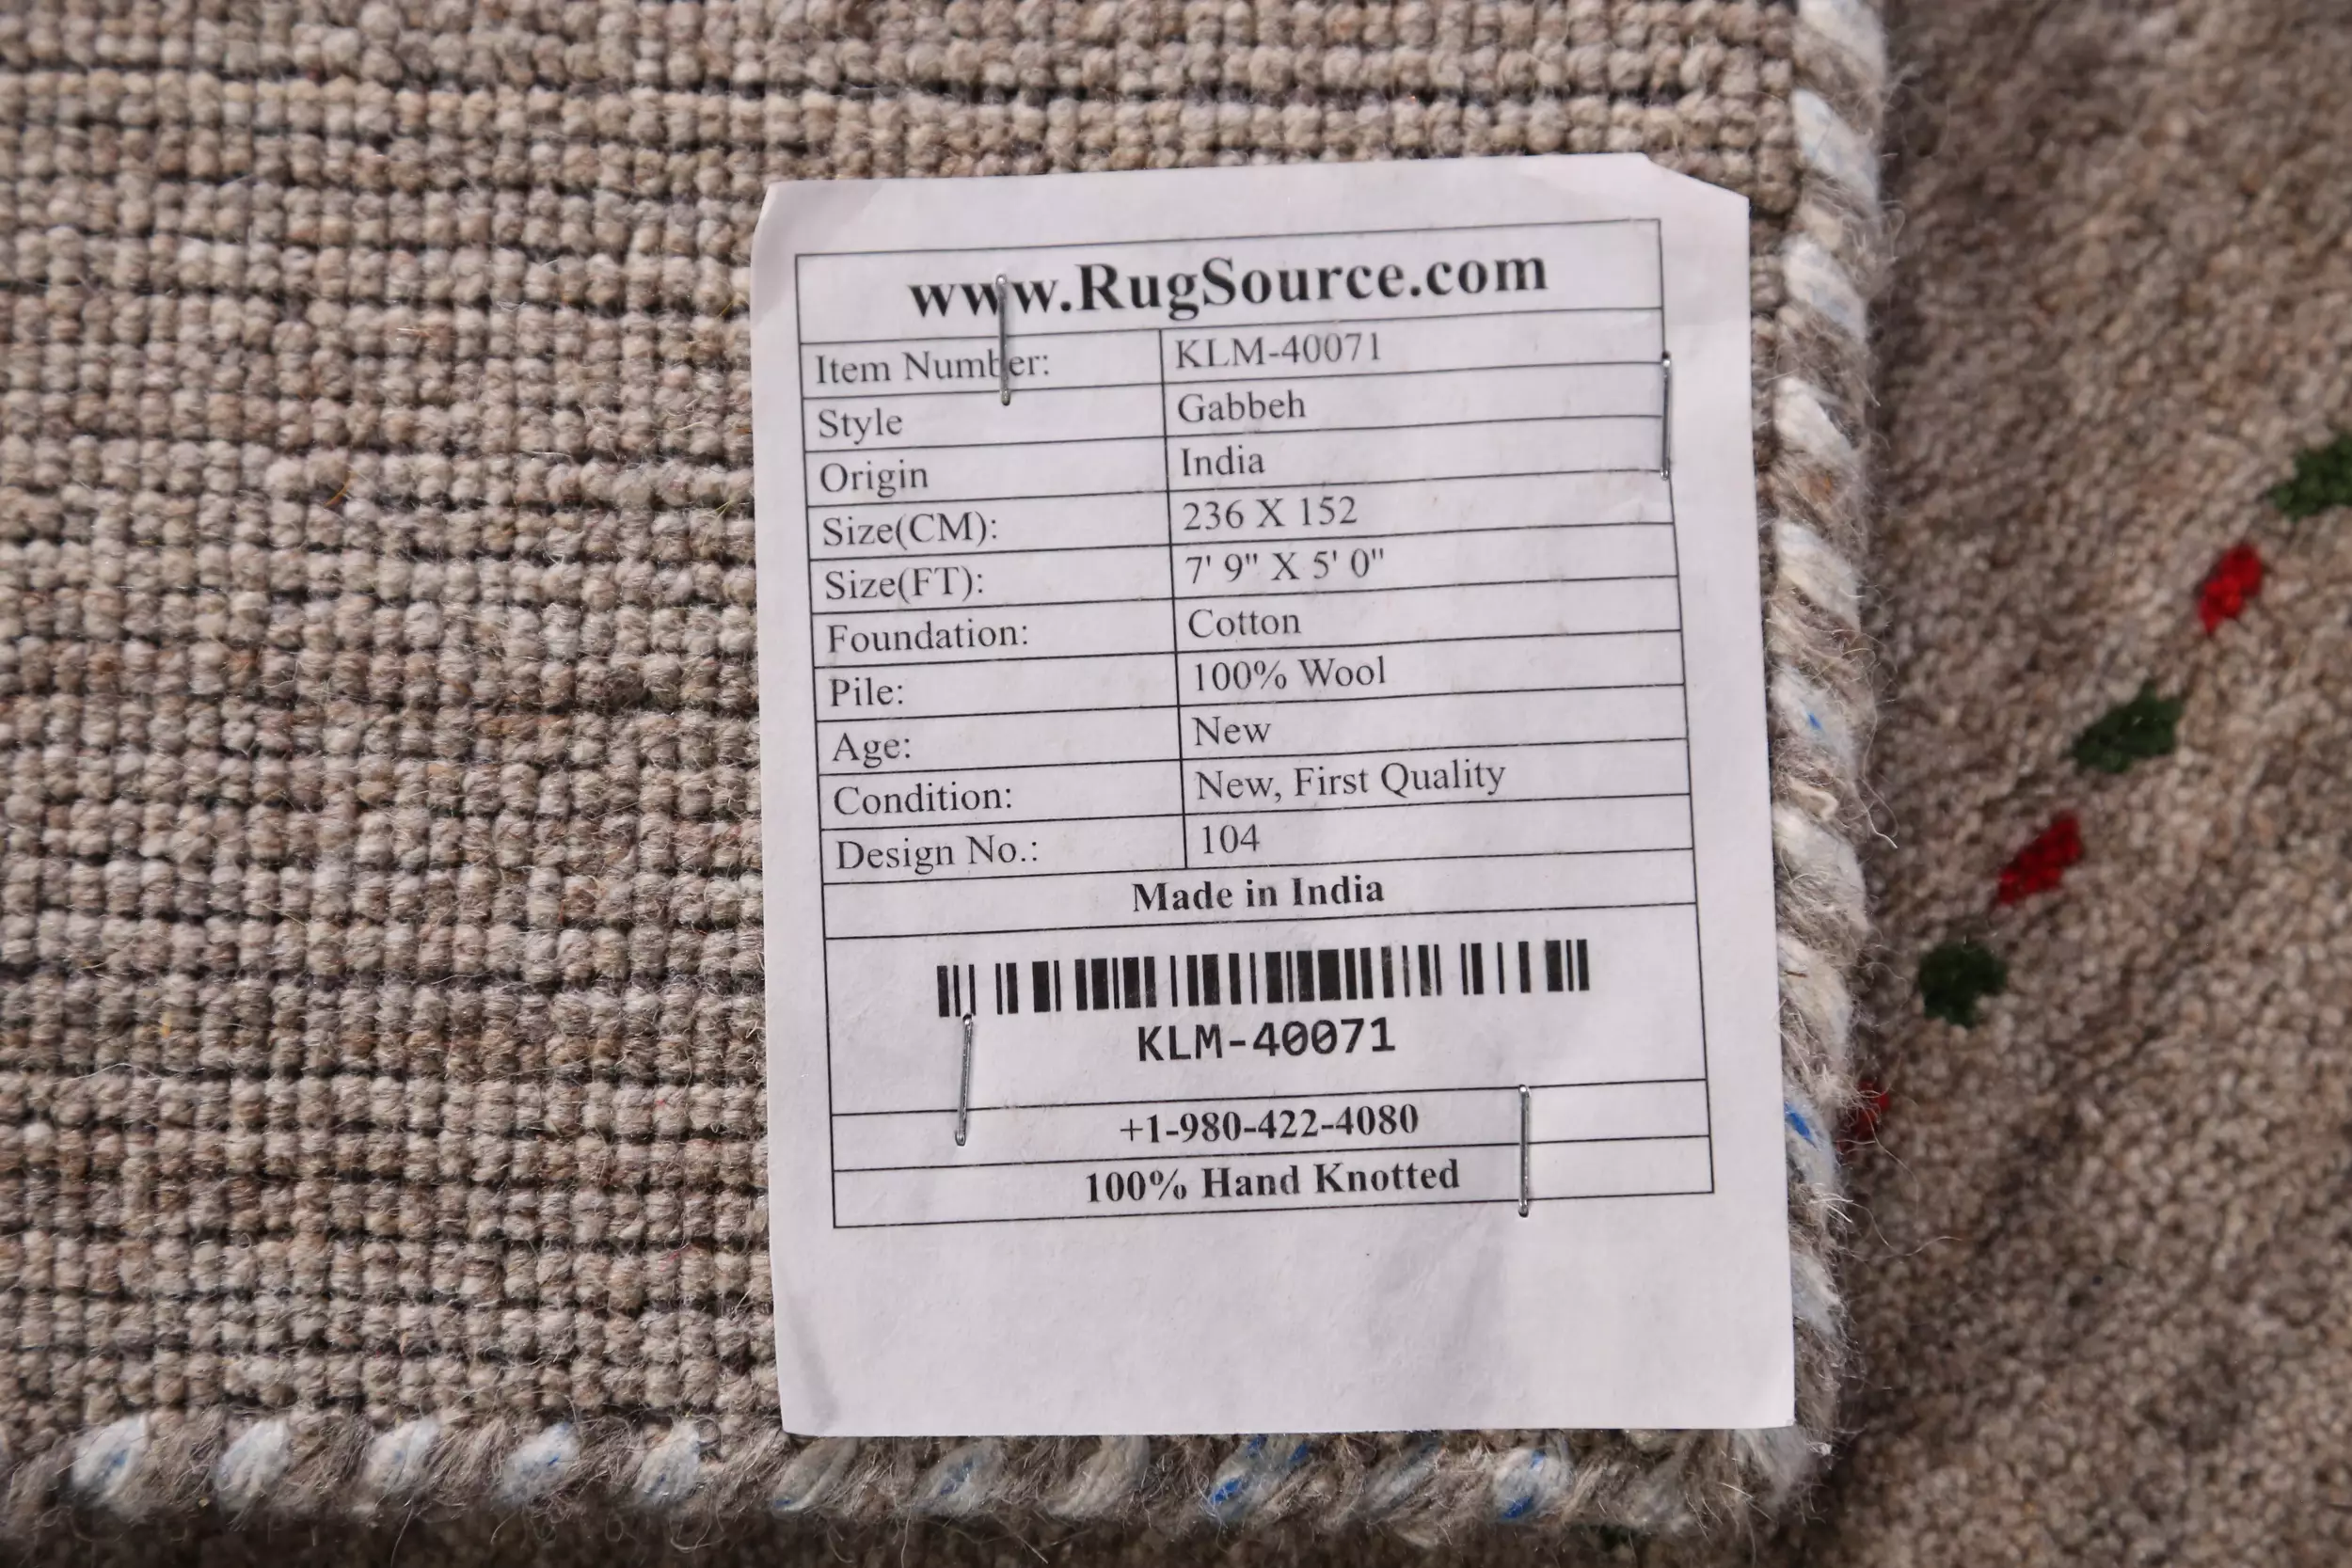 www.RugSource.com
Item Number: KLM-40071
Style Gabbeh
Origin India
Size(CM): 236 X 152
Size(FT): 7' 9" X 5' 0"
Foundation: Cotton
Pile: 100% Wool
Age: New
Condition: New, First Quality
Design No.: 104
Made in India
KLM-40071
+1-980-422-4080
100% Hand Knotted